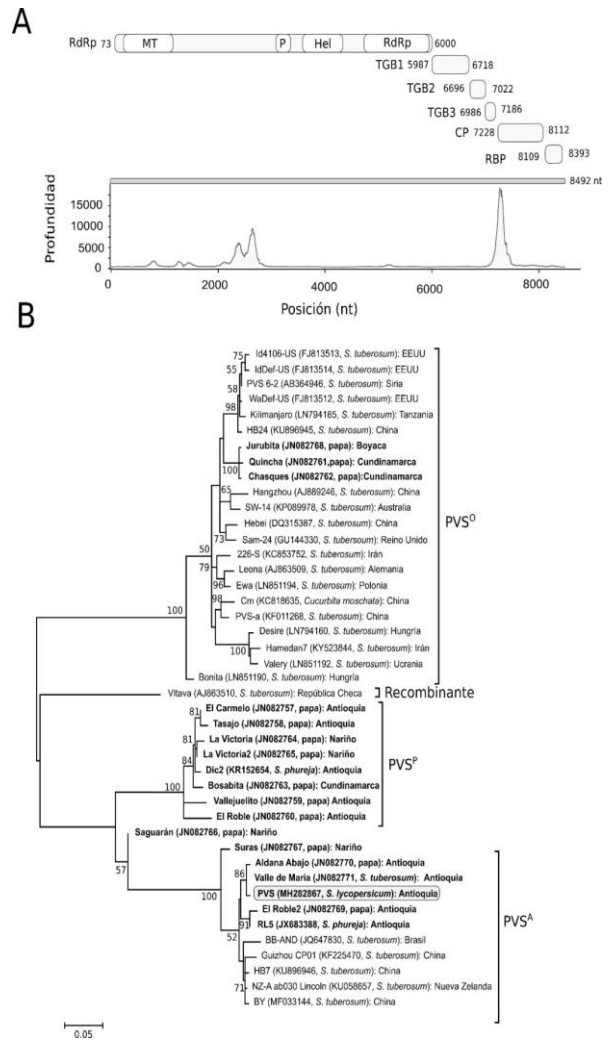 A
RdRp 73 MT P Hel RdRp 6000
TGB1 5987 6718
TGB2 6696 7022
TGB3 6986 7186
CP 7228 8112
RBP 8109 8393
8492 nt
Profundidad
15000
10000
5000
0
0 2000 4000 6000 8000
Posición (nt)
B
75 Id4106-US (FJ813513, S. tuberosum): EEUU
55 IdDef-US (FJ813514, S. tuberosum): EEUU
PVS 6-2 (AB364946, S. tuberosum): Siria
58 WaDef-US (FJ813512, S. tuberosum): EEUU
98 Kilimanjaro (LN794165, S. tuberosum): Tanzania
HB24 (KU896945, S. tuberosum): China
Jurubita (JN082768, papa): Boyaca
Quincha (JN082761,papa): Cundinamarca
100 Chasques (JN082762, papa):Cundinamarca
65 Hangzhou (AJ889246, S. tuberosum): China
SW-14 (KP089978, S. tuberosum): Australia
PVSO
Hebei (DQ315387, S. tuberosum): China
73 Sam-24 (GU144330, S. tuberosum): Reino Unido
50 226-S (KC853752, S. tuberosum): Irán
79 Leona (AJ863509, S. tuberosum): Alemania
96 Ewa (LN851194, S. tuberosum): Polonia
98 Cm (KC818635, Cucurbita moschata): China
100 PVS-a (KF011268, S. tuberosum): China
Desire (LN794160, S. tuberosum): Hungría
100 Hamedan7 (KY523844, S. tuberosum): Irán
Valery (LN851192, S. tuberosum): Ucrania
Bonita (LN851190, S. tuberosum): Hungría
Vltava (AJ863510, S. tuberosum): República Checa Recombinante
81 El Carmelo (JN082757, papa): Antioquia
Tasajo (JN082758, papa): Antioquia
81 La Victoria (JN082764, papa): Nariño
La Victoria2 (JN082765, papa): Nariño
84 Dic2 (KR152654, S. phureja): Antioquia
PVSP
100 Bosabita (JN082763, papa): Cundinamarca
Vallejuelito (JN082759, papa) Antioquia
El Roble (JN082760, papa): Antioquia
Saguarán (JN082766, papa): Nariño
57 Suras (JN082767, papa): Nariño
86 Aldana Abajo (JN082770, papa): Antioquia
Valle de Maria (JN082771, S. tuberosum): Antioquia
100 PVS (MH282867, S. lycopersicum): Antioquia
El Roble2 (JN082769, papa): Antioquia
91 RL5 (JX683388, S. phureja): Antioquia
PVSA
52 BB-AND (JQ647830, S. tuberosum): Brasil
Guizhou CP01 (KF225470, S. tuberosum): China
HB7 (KU896946, S. tuberosum): China
71 NZ-A ab030 Lincoln (KU058657, S. tuberosum): Nueva Zelanda
BY (MF033144, S. tuberosum): China
0.05